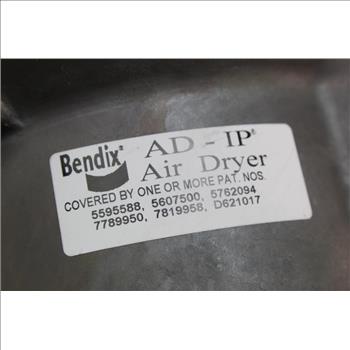 Bendix® AD-IP®
Air Dryer
COVERED BY ONE OR MORE PAT. NOS.
5595588, 5607500, 5762094
7789950, 7819958, D621017